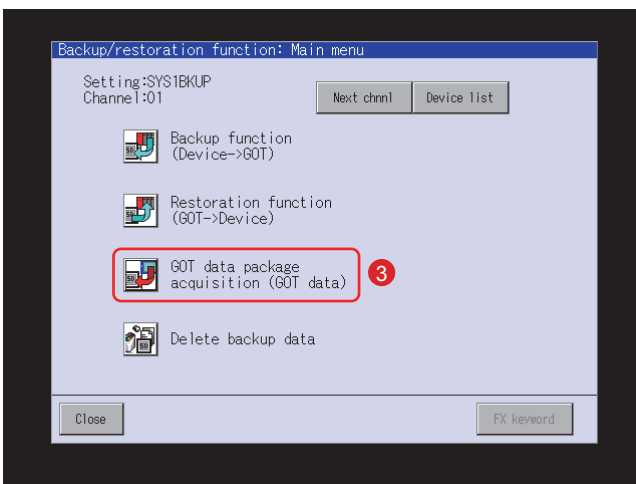 Backup/restoration function: Main menu
Setting:SYS1BKUP
Channel:01
Next chnnl
Device list
Backup function
(Device->GOT)
Restoration function
(GOT->Device)
GOT data package
acquisition (GOT data)
3
Delete backup data
Close
FX keyword